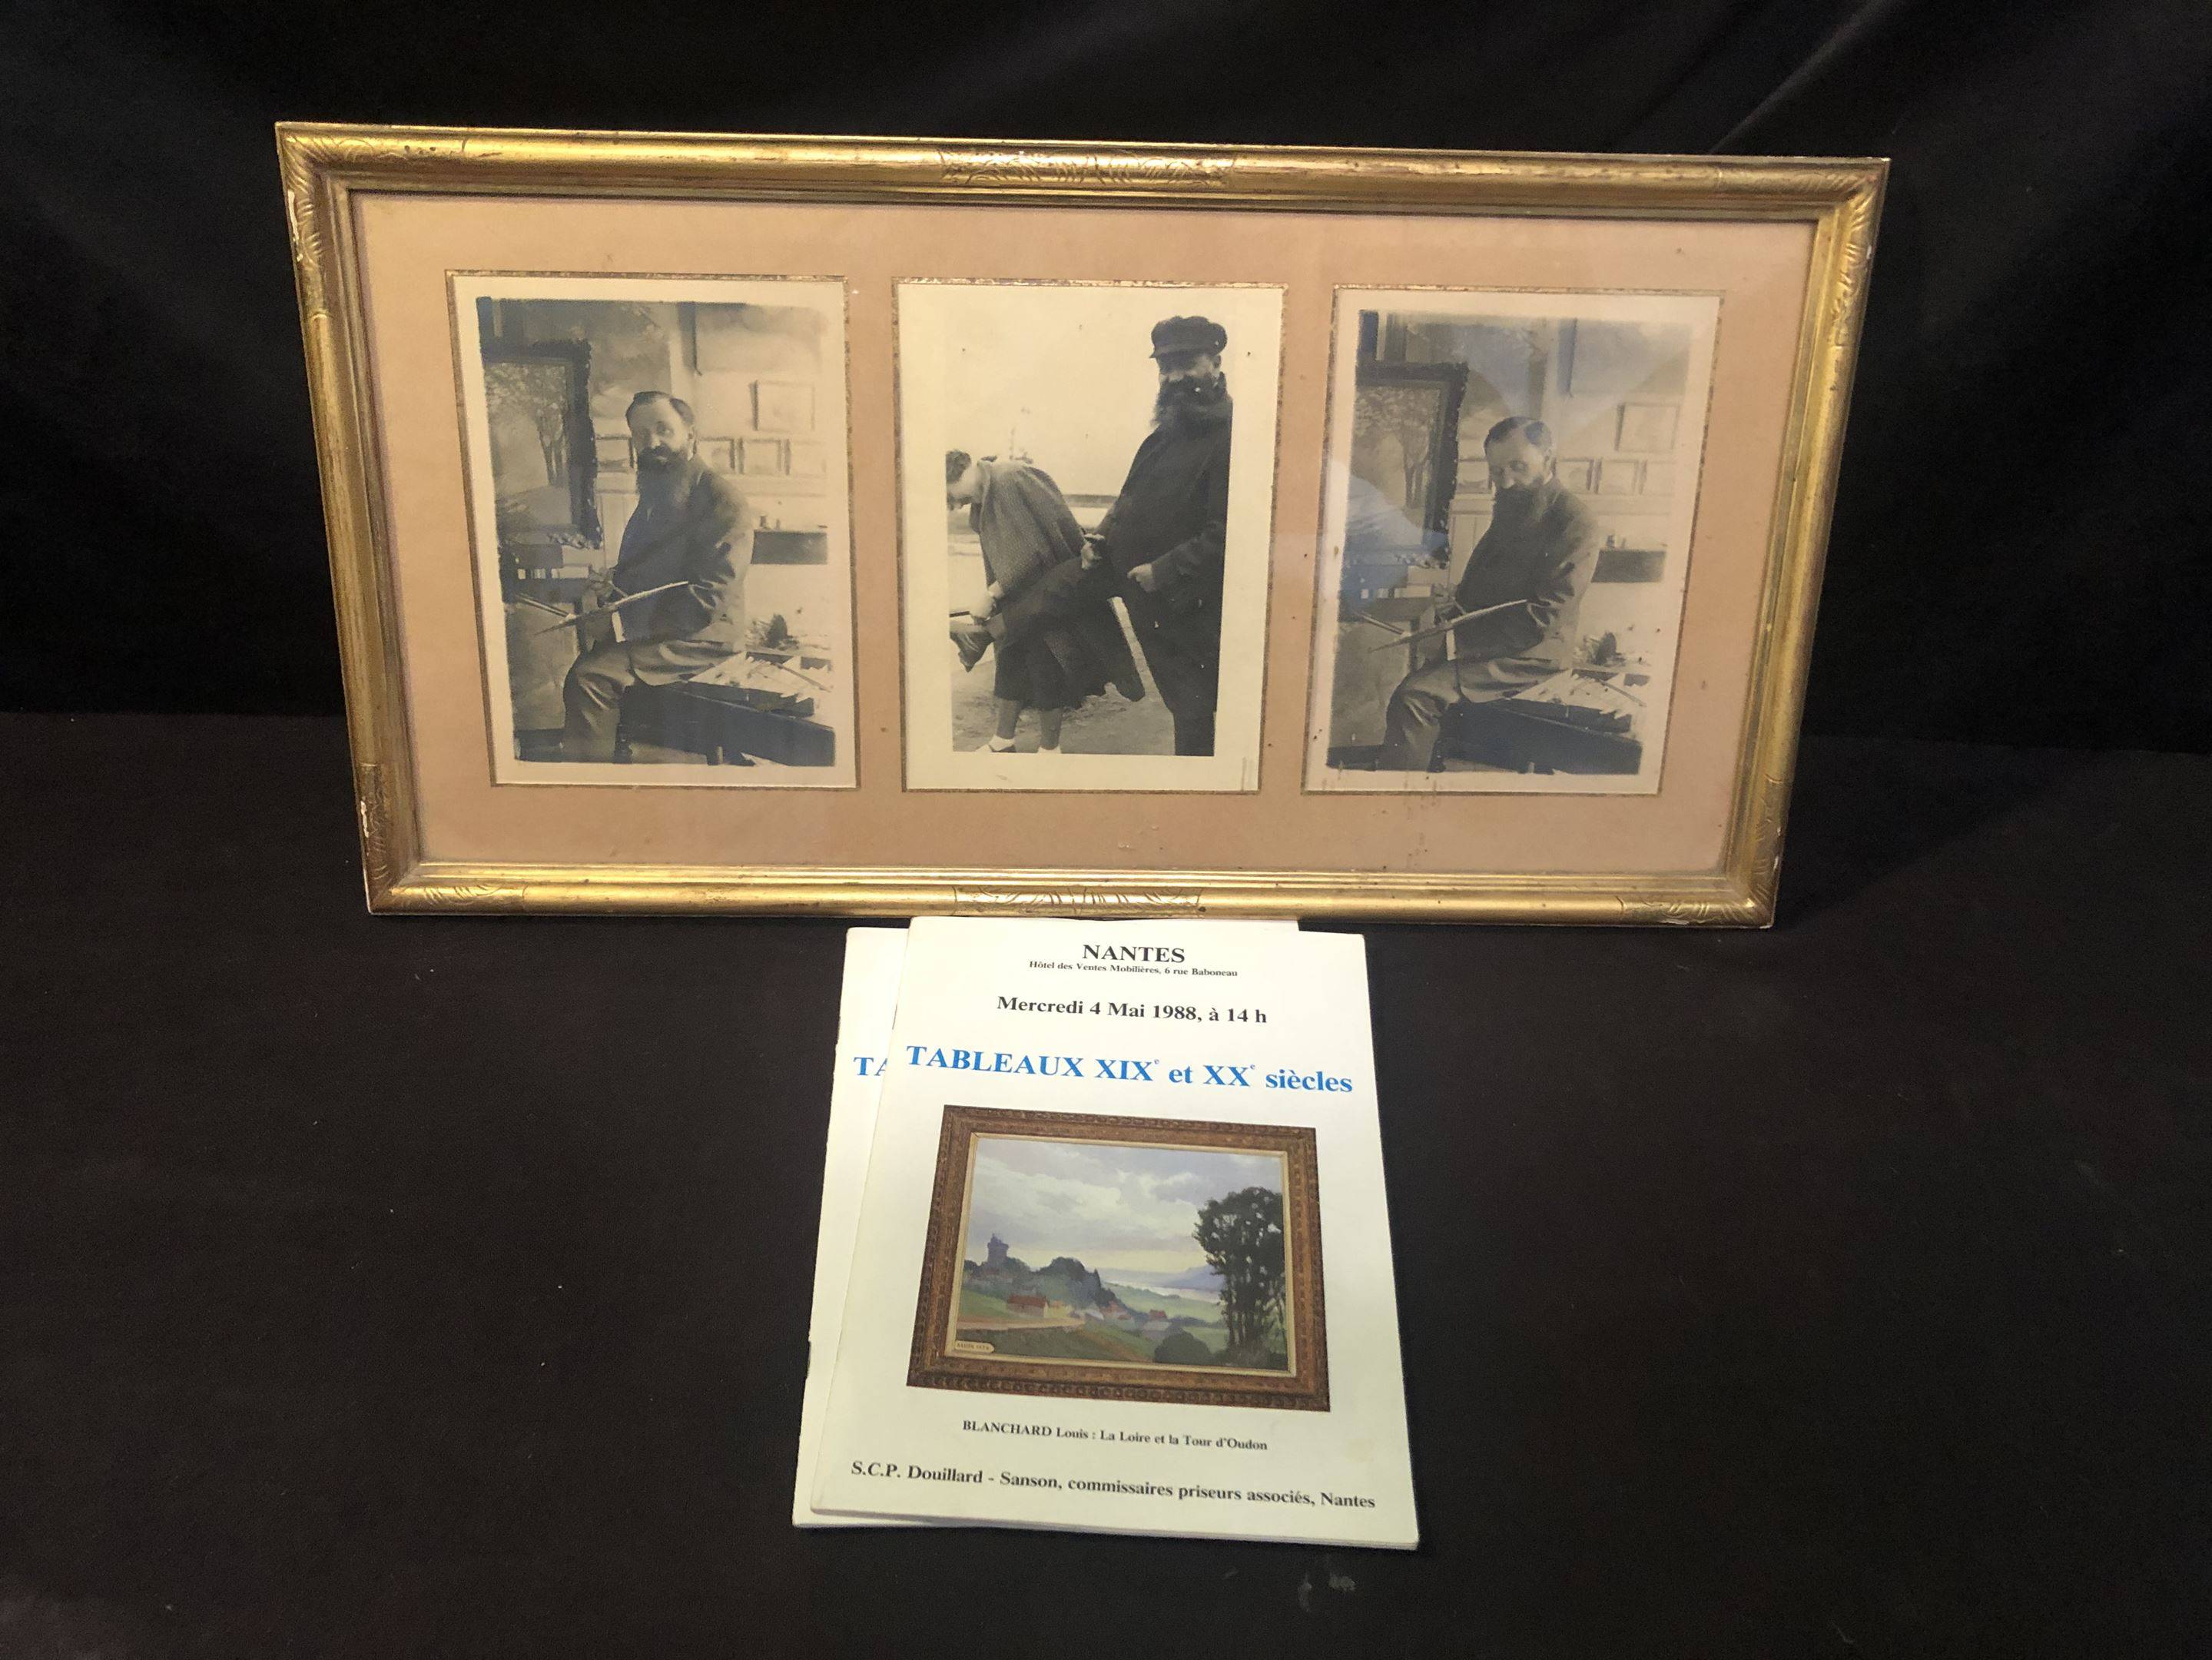 NANTES
Hôtel des Ventes Mobilières, 6 rue Baboneau
Mercredi 4 Mai 1988, à 14 h
TA
TABLEAUX XIXe et XXe siècles
BLANCHARD Louis : La Loire et la Tour d'Oudon
S.C.P. Douillard - Sanson, commissaires priseurs associés, Nantes